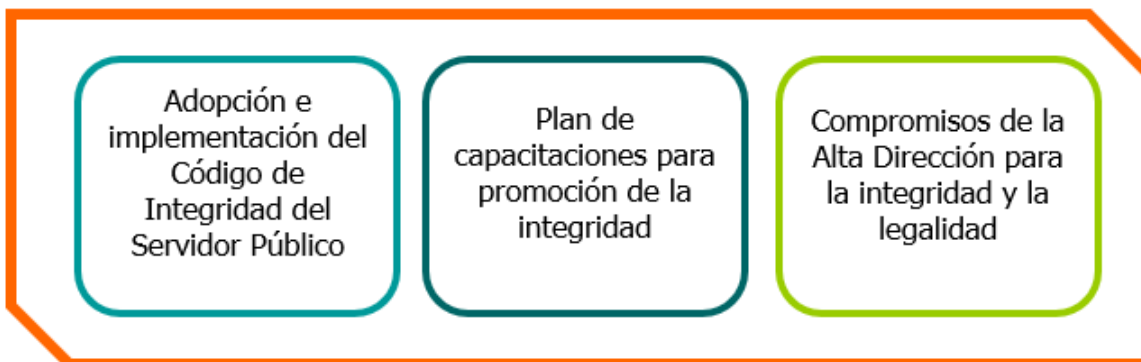 Adopción e
implementación del
Código de
Integridad del
Servidor Público
Plan de
capacitaciones para
promoción de la
integridad
Compromisos de la
Alta Dirección para
la integridad y la
legalidad